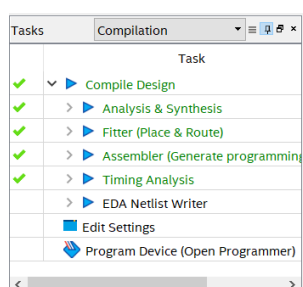 Tasks Compilation
Task
Compile Design
Analysis & Synthesis
Fitter (Place & Route)
Assembler (Generate programming
Timing Analysis
EDA Netlist Writer
Edit Settings
Program Device (Open Programmer)